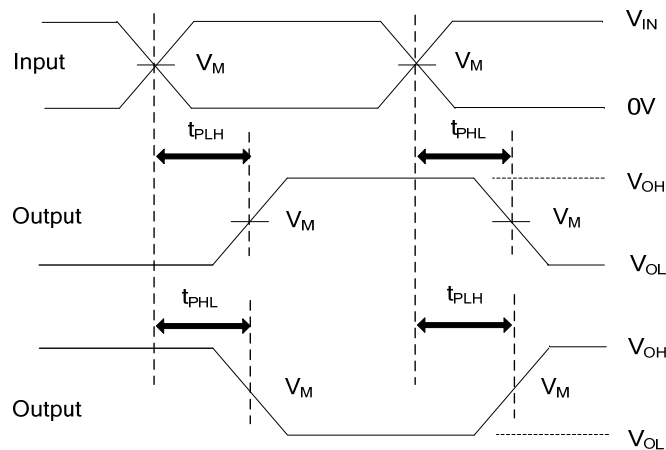 V_IN
Input V_M V_M
0V
t_PLH t_PHL
V_OH
Output V_M V_M
V_OL
t_PHL t_PLH
V_OH
Output V_M V_M
V_OL